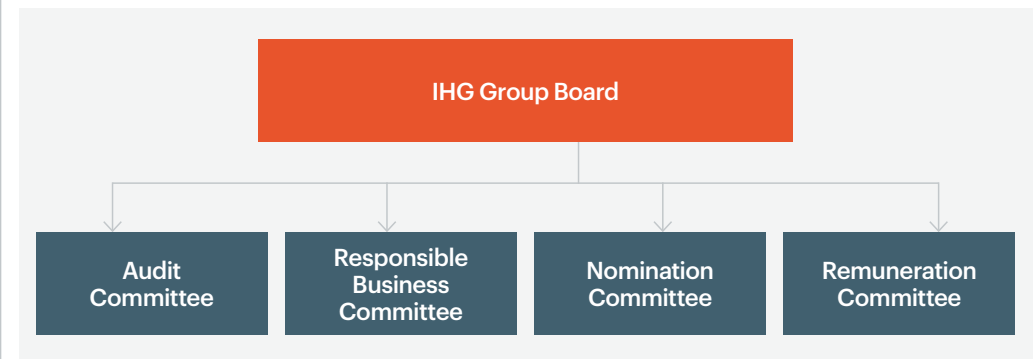 IHG Group Board
Audit
Committee
Responsible
Business
Committee
Nomination
Committee
Remuneration
Committee